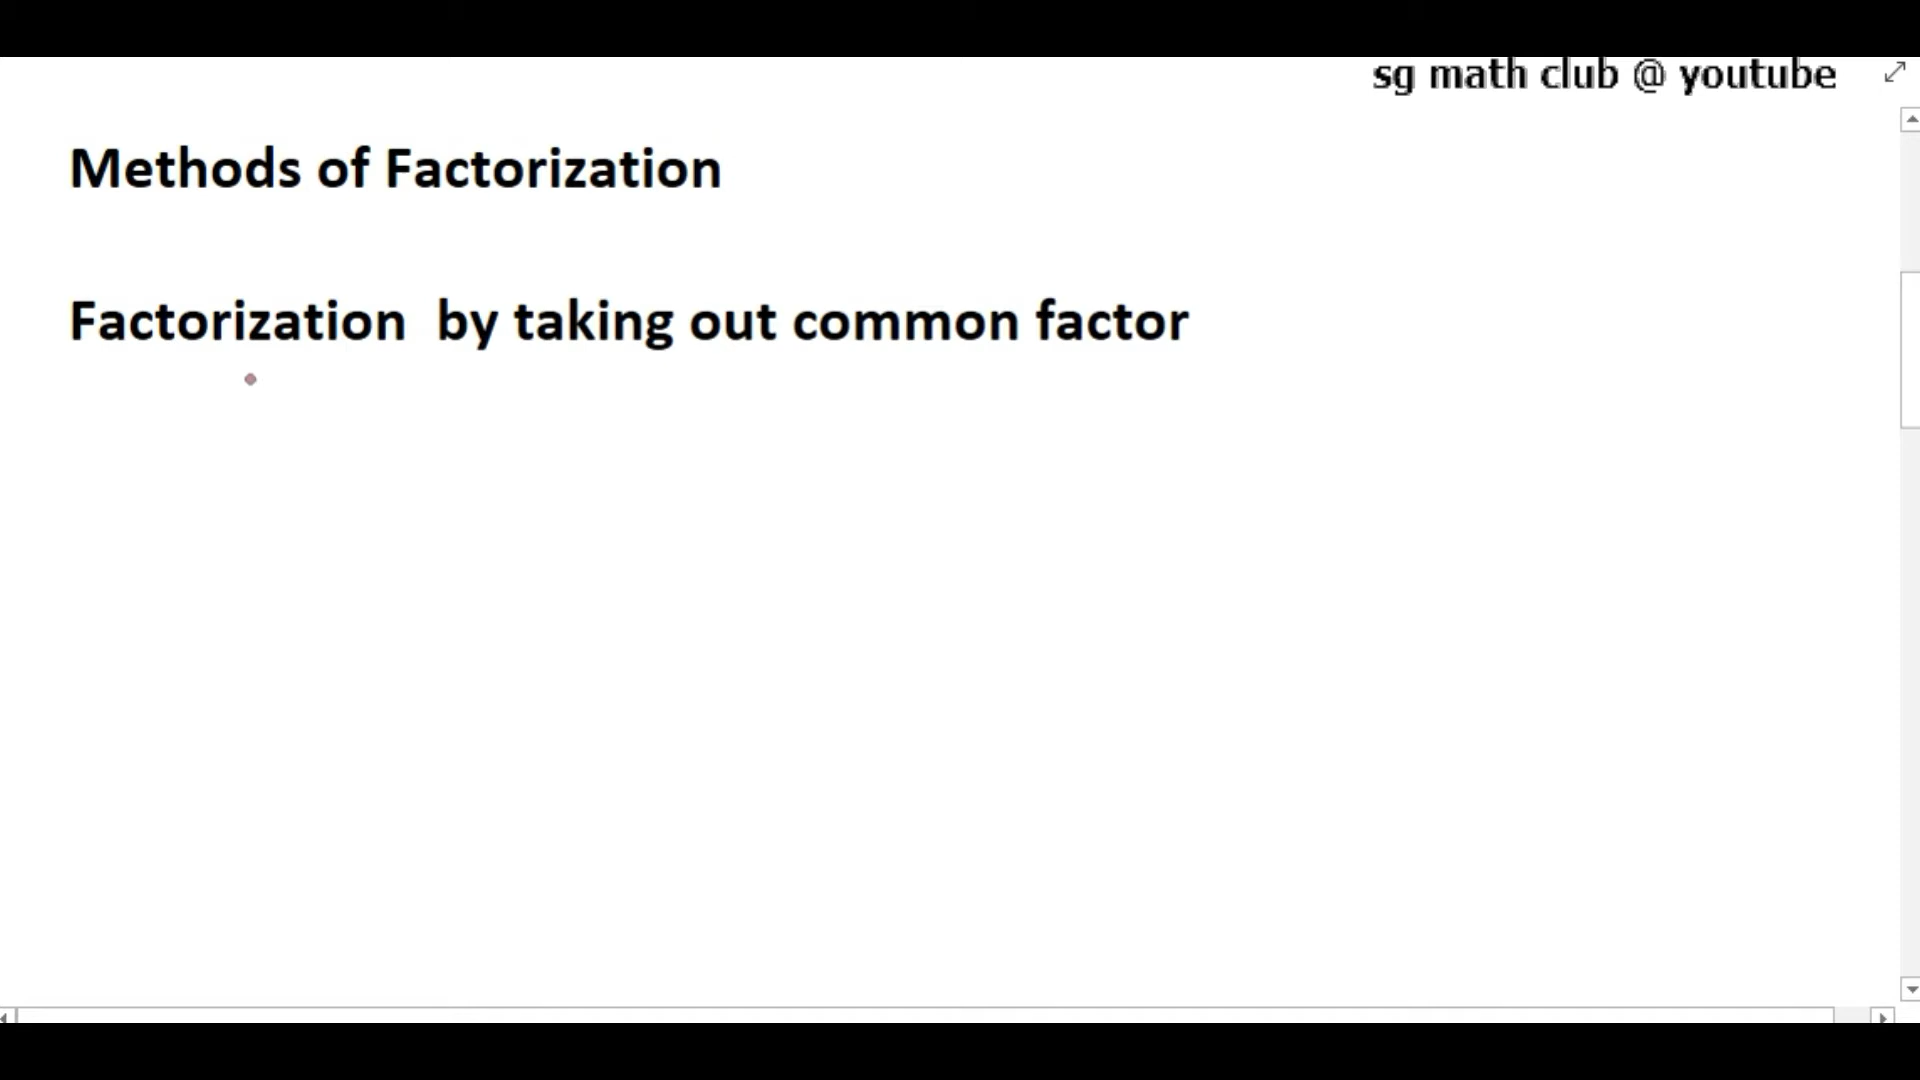 sg math club @ youtube
Methods of Factorization
Factorization by taking out common factor